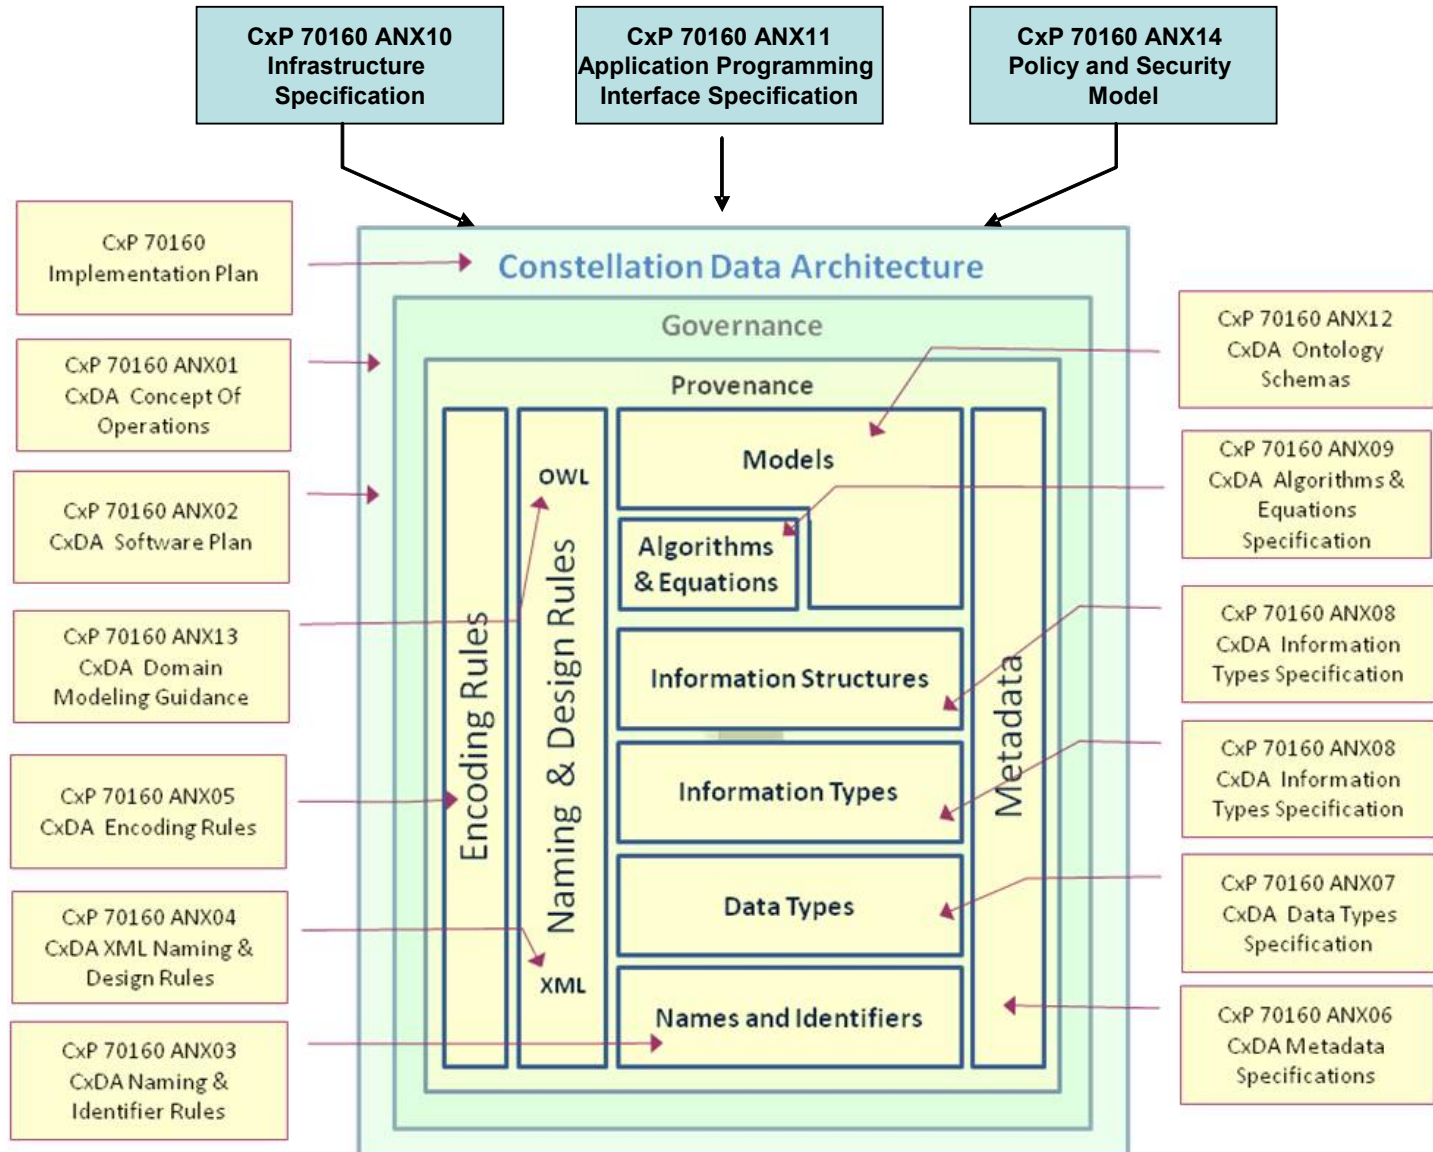 CxP 70160 ANX10
Infrastructure
Specification
CxP 70160 ANX11
Application Programming
Interface Specification
CxP 70160 ANX14
Policy and Security
Model
CxP 70160
Implementation Plan
CxP 70160 ANX01
CxDA Concept Of
Operations
CxP 70160 ANX02
CxDA Software Plan
CxP 70160 ANX13
CxDA Domain
Modeling Guidance
CxP 70160 ANX05
CxDA Encoding Rules
CxP 70160 ANX04
CxDA XML Naming &
Design Rules
CxP 70160 ANX03
CxDA Naming &
Identifier Rules
Constellation Data Architecture
Governance
Provenance
Encoding Rules
OWL
Naming & Design Rules
XML
Models
Algorithms
& Equations
Information Structures
Information Types
Data Types
Names and Identifiers
Metadata
CxP 70160 ANX12
CxDA Ontology
Schemas
CxP 70160 ANX09
CxDA Algorithms &
Equations
Specification
CxP 70160 ANX08
CxDA Information
Types Specification
CxP 70160 ANX08
CxDA Information
Types Specification
CxP 70160 ANX07
CxDA Data Types
Specification
CxP 70160 ANX06
CxDA Metadata
Specifications